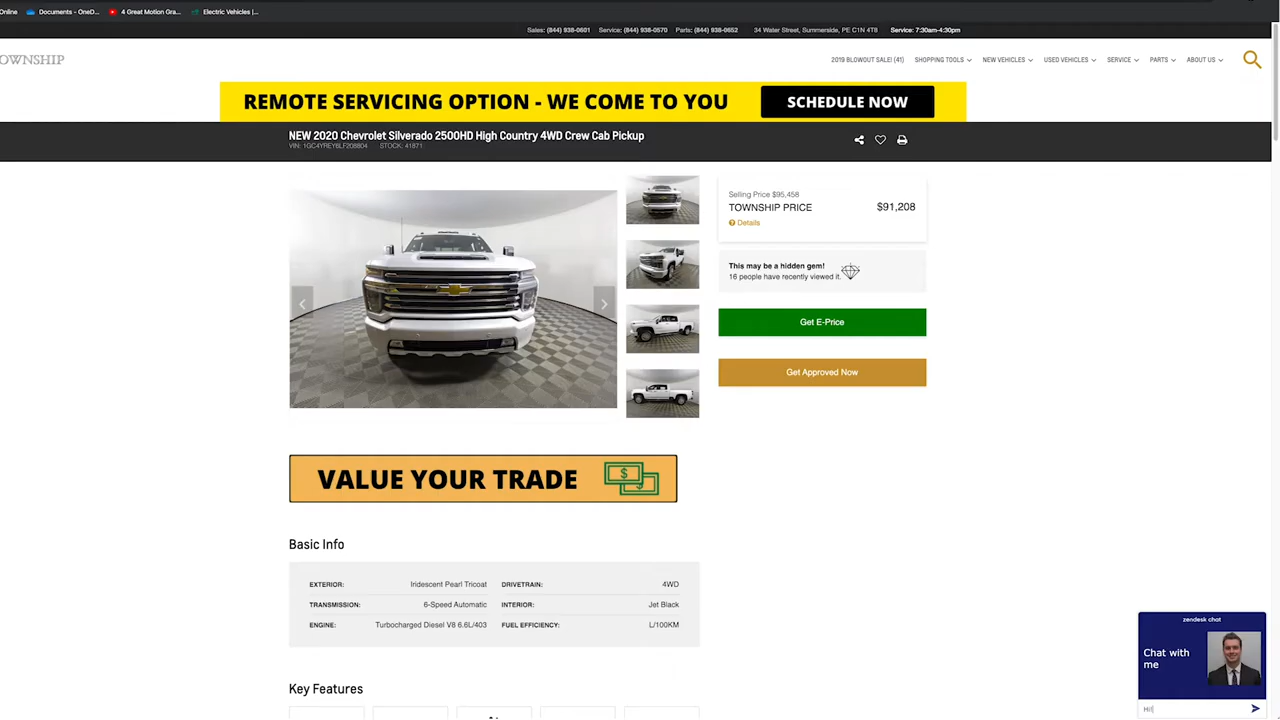 Online Documents - OneD... 4 Great Motion Gra... Electric Vehicles |...
Sales: (844) 938-0601 Service: (844) 938-0570 Parts: (844) 938-0652 34 Water Street, Summerside, PE C1N 4T8 Service: 7:30am-4:30pm
OWNSHIP
2019 BLOWOUT SALE! (41) SHOPPING TOOLS NEW VEHICLES USED VEHICLES SERVICE PARTS ABOUT US
REMOTE SERVICING OPTION - WE COME TO YOU SCHEDULE NOW
NEW 2020 Chevrolet Silverado 2500HD High Country 4WD Crew Cab Pickup
VIN: 1GC4YREY6LF208804 STOCK: 41871
Selling Price $95,458
TOWNSHIP PRICE $91,208
Details
This may be a hidden gem!
16 people have recently viewed it.
Get E-Price
Get Approved Now
VALUE YOUR TRADE
Basic Info
EXTERIOR: Iridescent Pearl Tricoat DRIVETRAIN: 4WD
TRANSMISSION: 6-Speed Automatic INTERIOR: Jet Black
ENGINE: Turbocharged Diesel V8 6.6L/403 FUEL EFFICIENCY: L/100KM
Key Features
zendesk chat
Chat with
me
Hi!